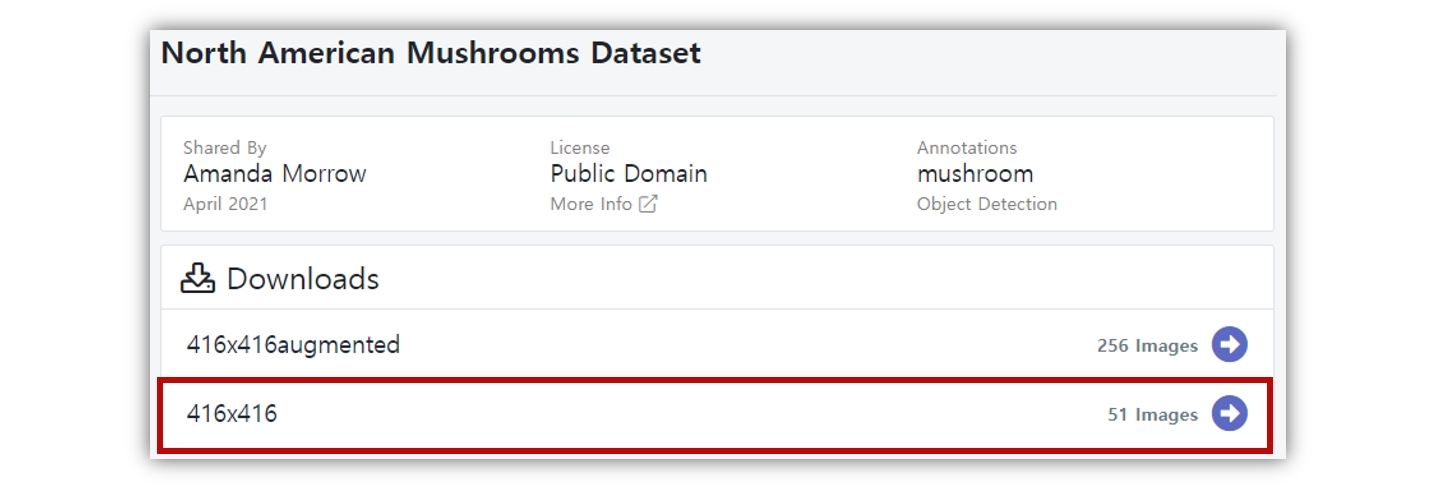 North American Mushrooms Dataset
Shared By
Amanda Morrow
April 2021
License
Public Domain
More Info
Annotations
mushroom
Object Detection
Downloads
416x416augmented
256 Images
416x416
51 Images